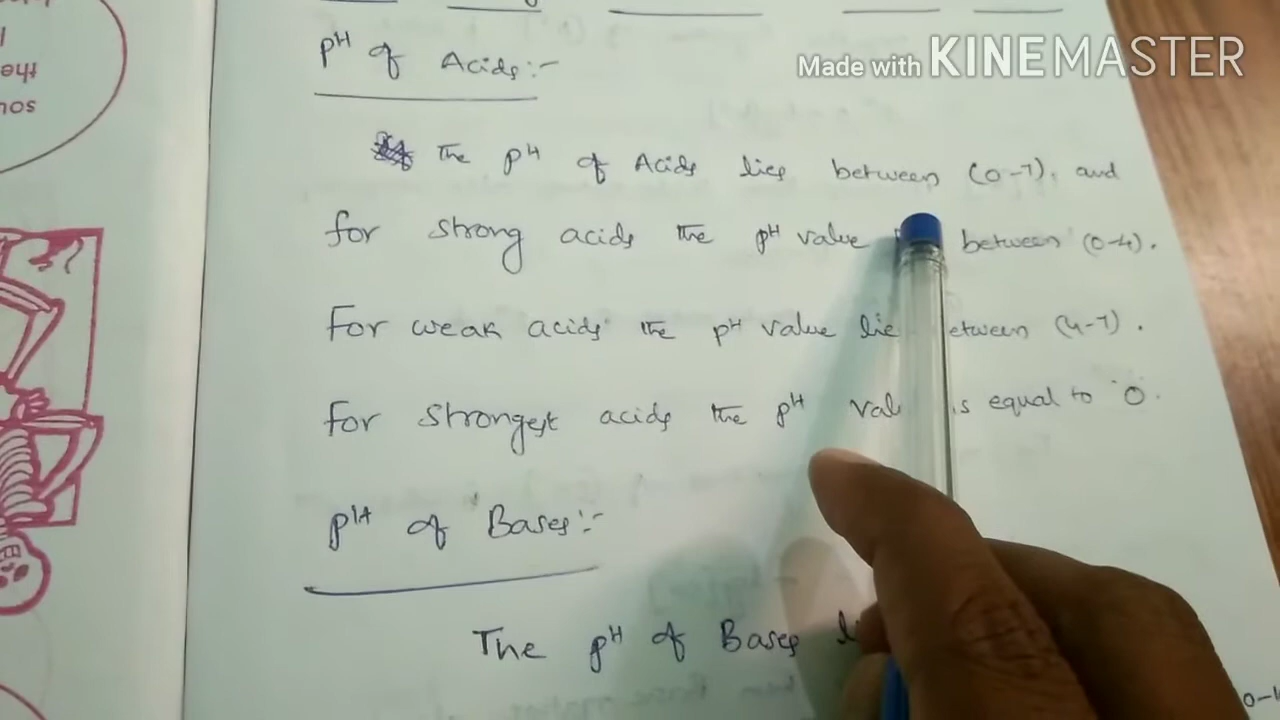 Made with KINEMASTER
pH of Acids:-
The pH of Acids lies between (0-7), and
for strong acids the pH value between (0-4).
For weak acids the pH value lie etween (4-7).
for strongest acids the pH val is equal to '0'.
pH of Bases:-
The pH of Bases